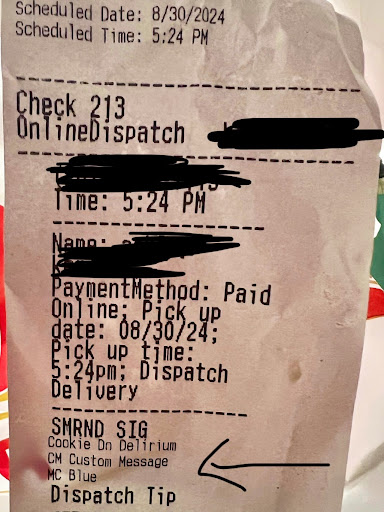 Scheduled Date: 8/30/2024
Scheduled Time: 5:24 PM
Check 213
OnlineDispatch
Time: 5:24 PM
Name:
PaymentMethod: Paid
Online; Pick up
date: 08/30/24;
Pick up time:
5:24pm; Dispatch
Delivery
SMRND SIG
Cookie Dn Delirium
CM Custom Message
MC Blue
Dispatch Tip